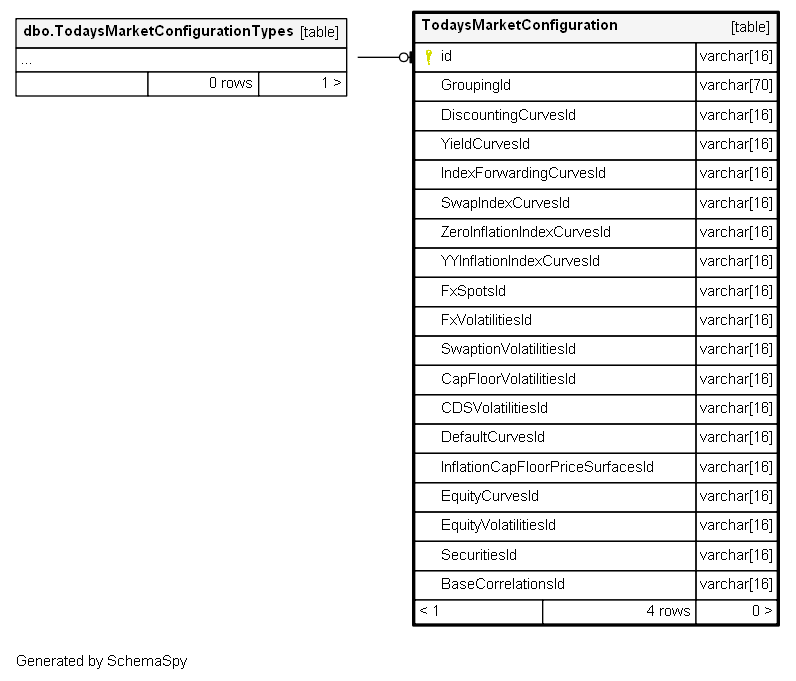 dbo.TodaysMarketConfigurationTypes [table]
...
0 rows 1 >
TodaysMarketConfiguration [table]
id varchar[16]
GroupingId varchar[70]
DiscountingCurvesId varchar[16]
YieldCurvesId varchar[16]
IndexForwardingCurvesId varchar[16]
SwapIndexCurvesId varchar[16]
ZeroInflationIndexCurvesId varchar[16]
YYInflationIndexCurvesId varchar[16]
FxSpotsId varchar[16]
FxVolatilitiesId varchar[16]
SwaptionVolatilitiesId varchar[16]
CapFloorVolatilitiesId varchar[16]
CDSVolatilitiesId varchar[16]
DefaultCurvesId varchar[16]
InflationCapFloorPriceSurfacesId varchar[16]
EquityCurvesId varchar[16]
EquityVolatilitiesId varchar[16]
SecuritiesId varchar[16]
BaseCorrelationsId varchar[16]
< 1 4 rows 0 >
Generated by SchemaSpy